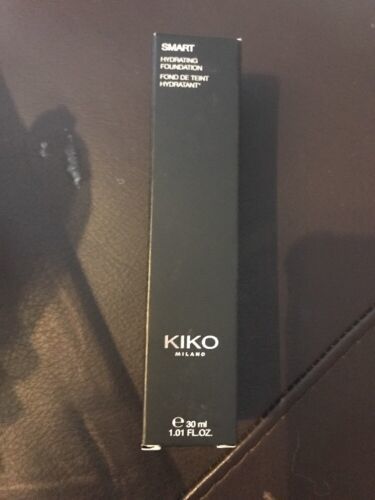 SMART
HYDRATING
FOUNDATION
FOND DE TEINT
HYDRATANT*
KIKO
MILANO
℮ 30 ml
1.01 FL.OZ.